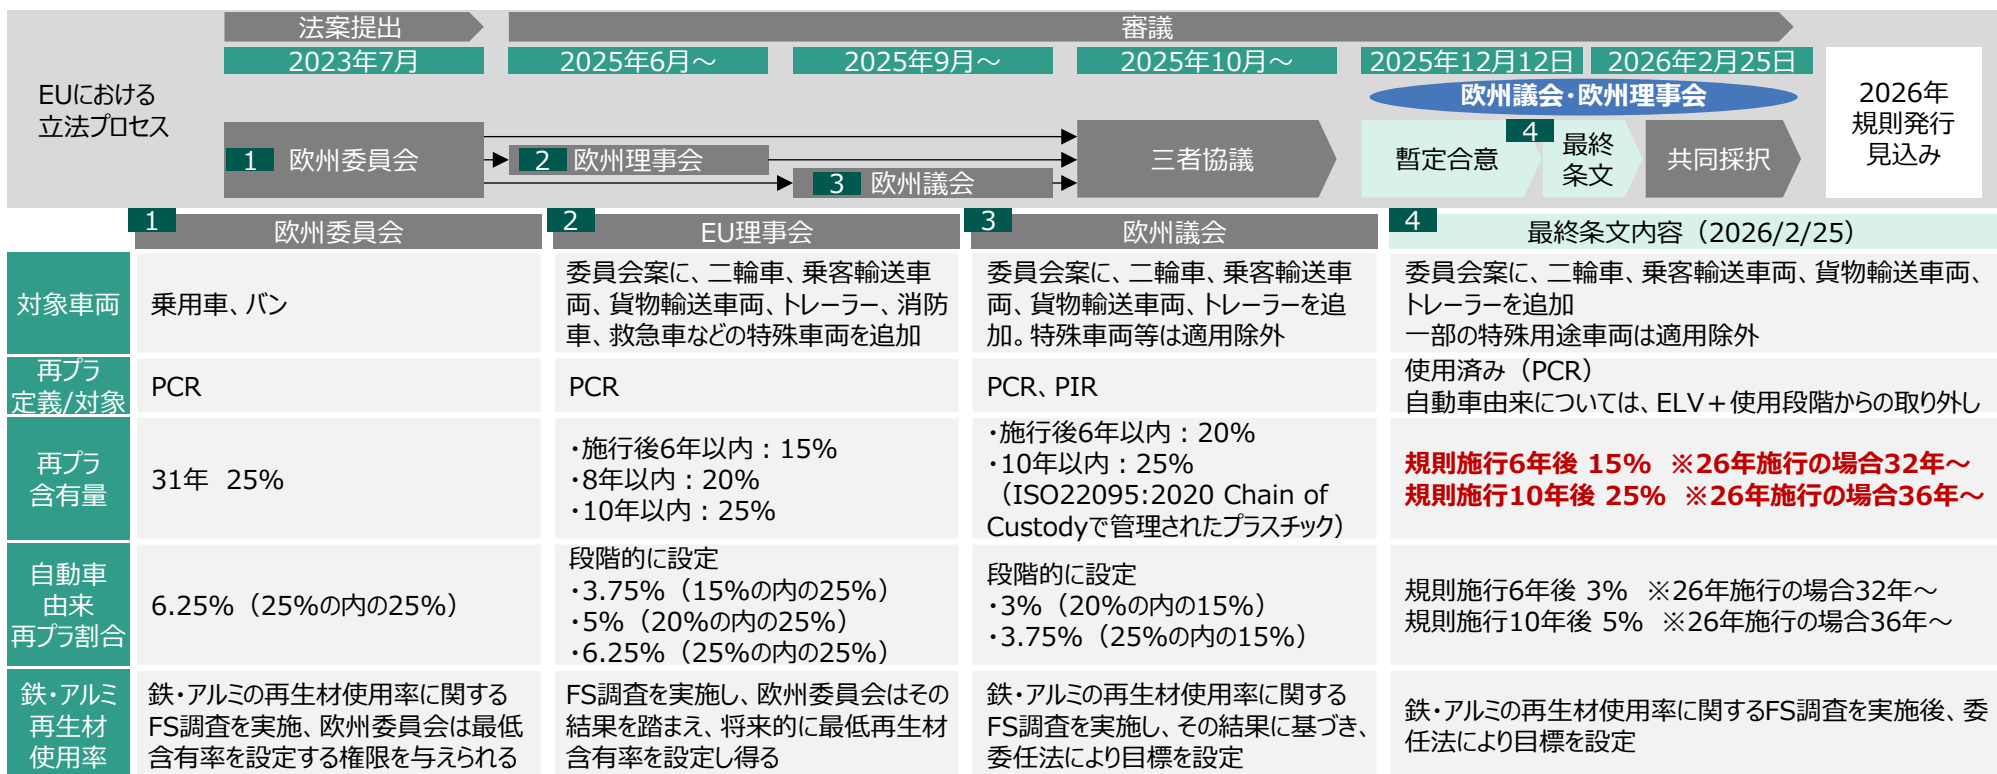 法案提出
審議
2023年7月
2025年6月～
2025年9月～
2025年10月～
2025年12月12日
2026年2月25日
EUにおける
立法プロセス
欧州議会・欧州理事会
1 欧州委員会
2 欧州理事会
3 欧州議会
三者協議
暫定合意
4 最終
条文
共同採択
2026年
規則発行
見込み
1 欧州委員会
2 EU理事会
3 欧州議会
4 最終条文内容（2026/2/25）
対象車両
乗用車、バン
委員会案に、二輪車、乗客輸送車
両、貨物輸送車両、トレーラー、消防
車、救急車などの特殊車両を追加
委員会案に、二輪車、乗客輸送車
両、貨物輸送車両、トレーラーを追
加。特殊車両等は適用除外
委員会案に、二輪車、乗客輸送車両、貨物輸送車両、
トレーラーを追加
一部の特殊用途車両は適用除外
再プラ
定義/対象
PCR
PCR
PCR、PIR
使用済み（PCR）
自動車由来については、ELV＋使用段階からの取り外し
再プラ
含有量
31年 25%
・施行後6年以内：15%
・8年以内：20%
・10年以内：25%
・施行後6年以内：20%
・10年以内：25%
（ISO22095:2020 Chain of
Custodyで管理されたプラスチック）
規則施行6年後 15% ※26年施行の場合32年～
規則施行10年後 25% ※26年施行の場合36年～
自動車
由来
再プラ割合
6.25%（25%の内の25%）
段階的に設定
・3.75%（15%の内の25%）
・5%（20%の内の25%）
・6.25%（25%の内の25%）
段階的に設定
・3%（20%の内の15%）
・3.75%（25%の内の15%）
規則施行6年後 3% ※26年施行の場合32年～
規則施行10年後 5% ※26年施行の場合36年～
鉄・アルミ
再生材
使用率
鉄・アルミの再生材使用率に関する
FS調査を実施、欧州委員会は最低
含有率を設定する権限を与えられる
FS調査を実施し、欧州委員会はその
結果を踏まえ、将来的に最低再生材
含有率を設定し得る
鉄・アルミの再生材使用率に関する
FS調査を実施し、その結果に基づき、
委任法により目標を設定
鉄・アルミの再生材使用率に関するFS調査を実施後、委
任法により目標を設定